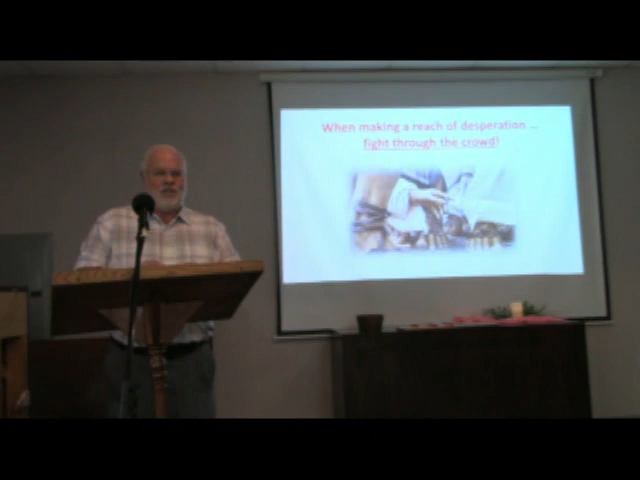 When making a reach of desperation ...
fight through the crowd!